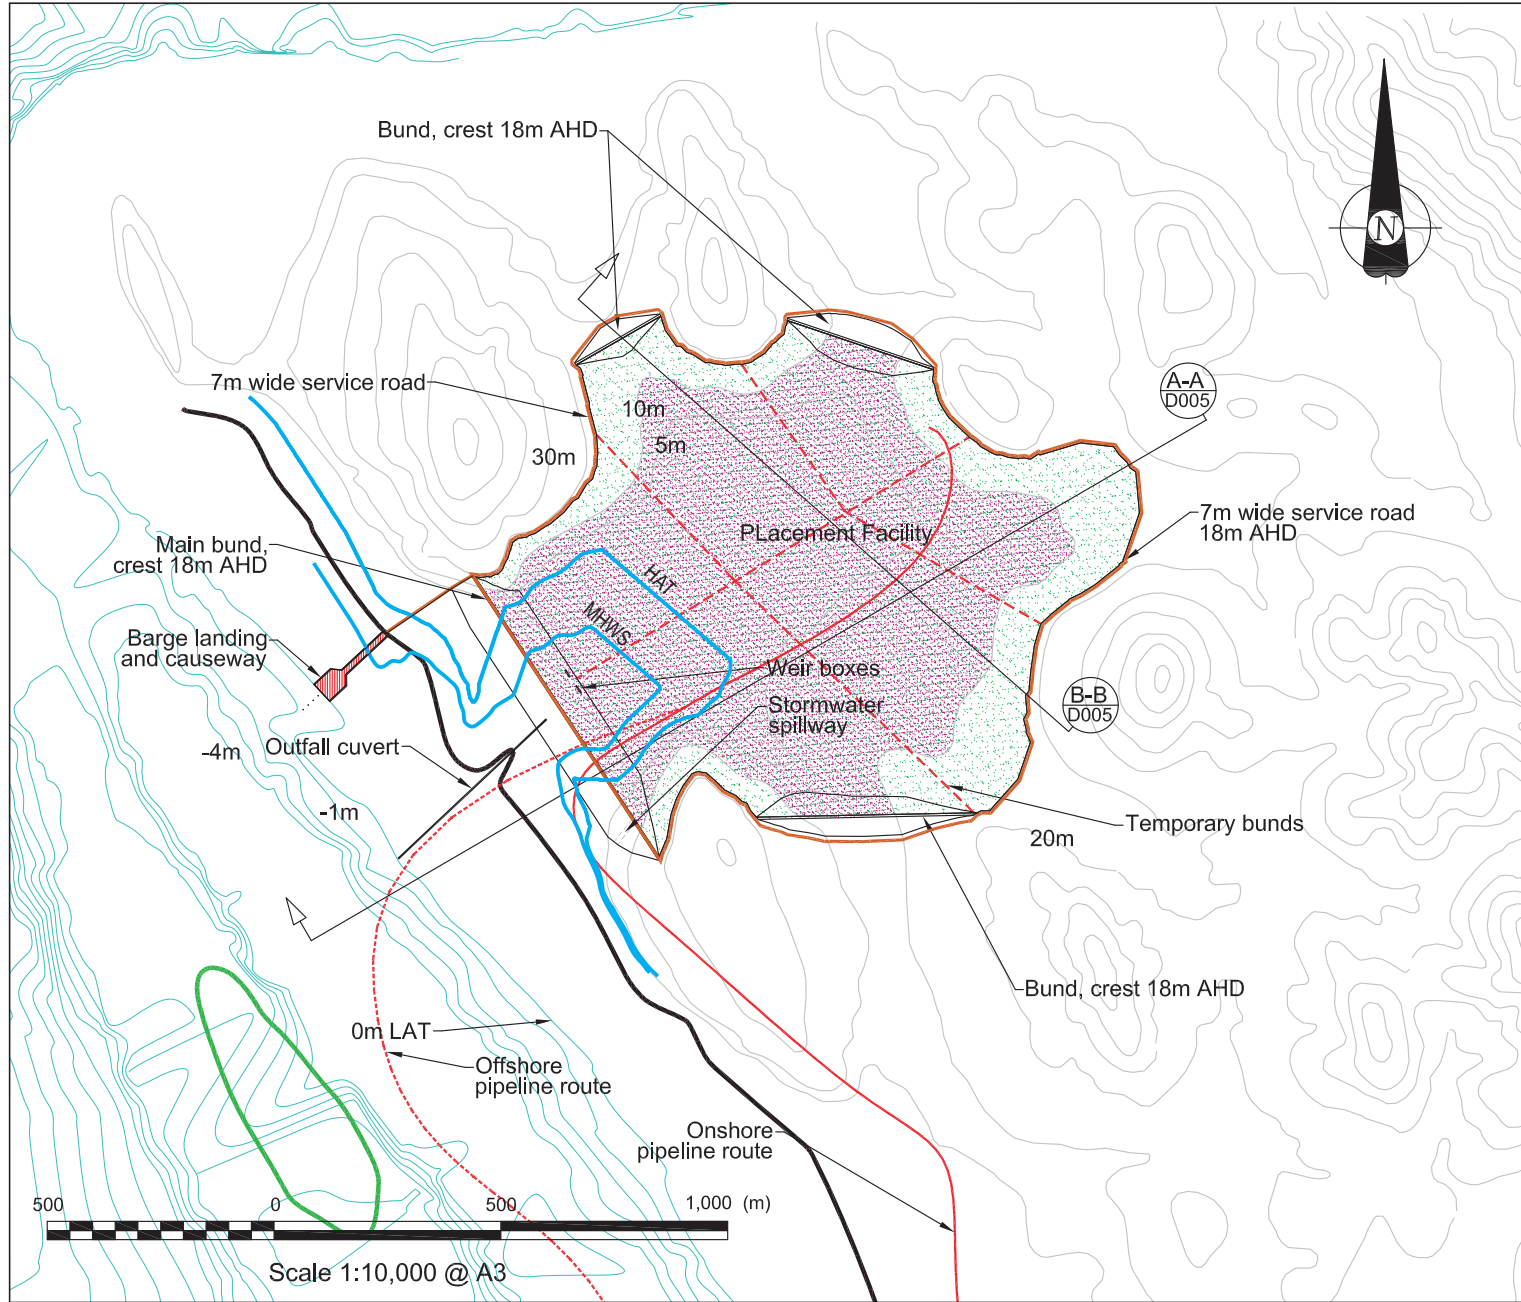 Bund, crest 18m AHD
N
7m wide service road
A-A
D005
10m
5m
30m
7m wide service road
18m AHD
PLacement Facility
Main bund,
crest 18m AHD
HAT
MHWS
Barge landing
and causeway
Weir boxes
B-B
D005
Stormwater
spillway
-4m
Outfall cuvert
-1m
Temporary bunds
20m
Bund, crest 18m AHD
0m LAT
Offshore
pipeline route
Onshore
pipeline route
500 0 500 1,000 (m)
Scale 1:10,000 @ A3